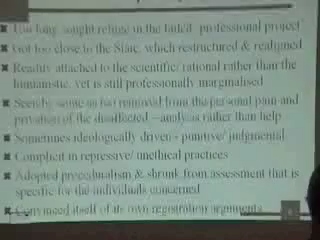 Too long sought refuge in the failed 'professional project'
Got too close to the State, which restructured & realigned
Readily attached to the scientific/ rational rather than the
humanistic, yet is still professionally marginalised
Seen by some as too removed from the personal pain and
privation of the disaffected – analysis rather than help
Sometimes ideologically driven - punitive/ judgmental
Complicit in repressive/ unethical practices
Adopted proceduralism & shrunk from assessment that is
specific for the individuals concerned
Convinced itself of its own registration arguments